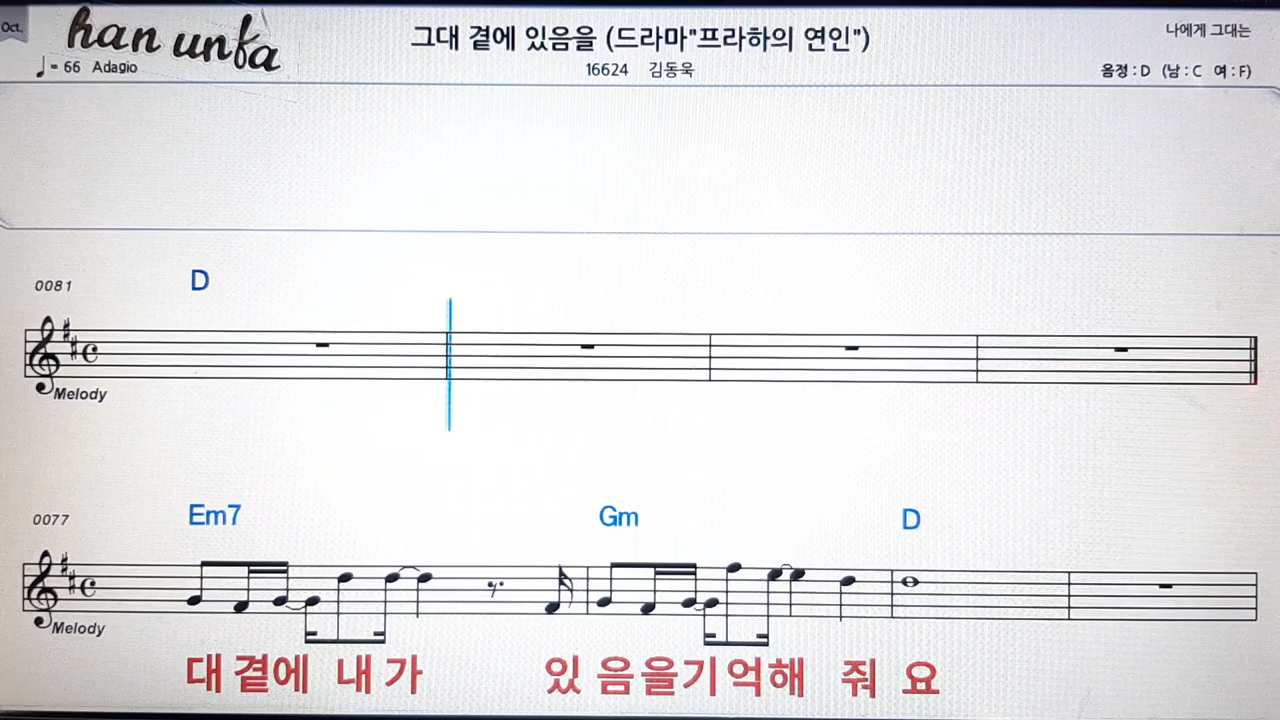 Oct.
han unfa
♩= 66 Adagio
그대 곁에 있음을 (드라마"프라하의 연인")
16624 김동욱
나에게 그대는
음정 : D (남 : C 여 : F)
0081 D
Melody
0077 Em7 Gm D
Melody
대 곁에 내 가 있 음을기억해 줘 요